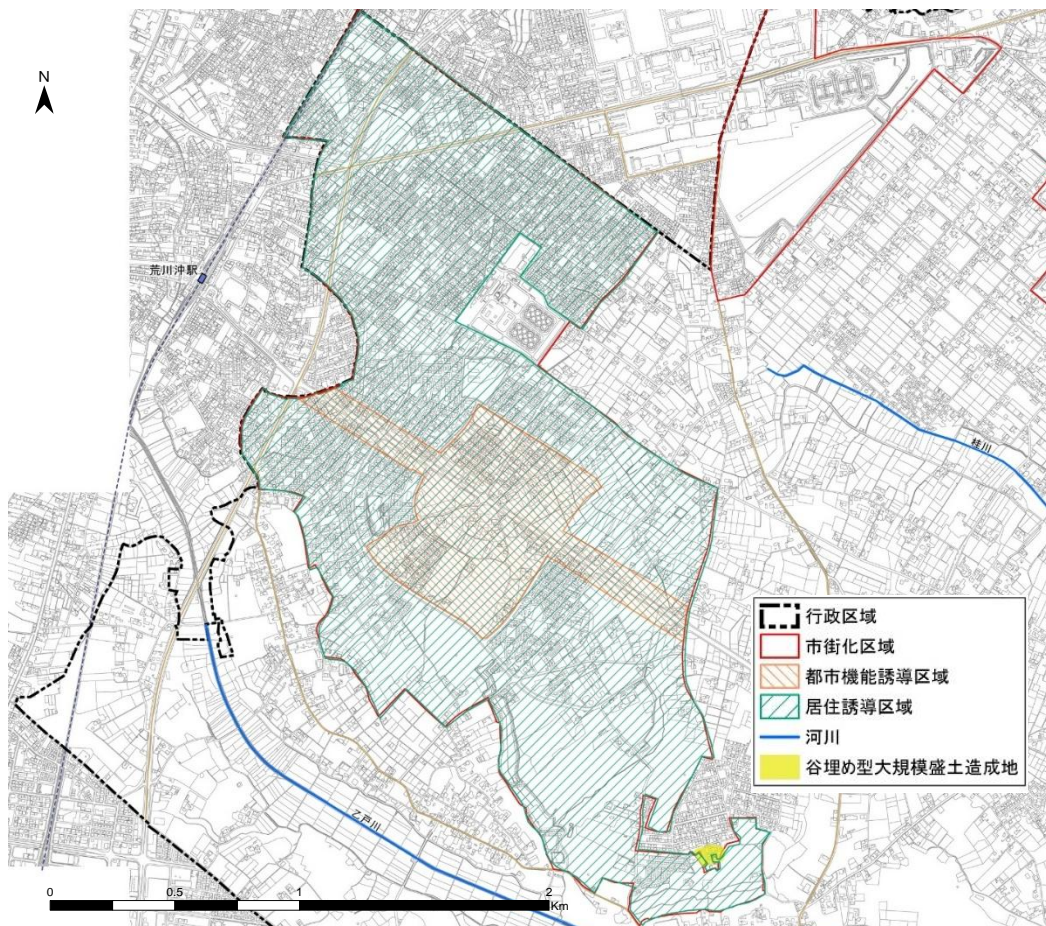 N
荒川沖駅
桂川
乙戸川
行政区域
市街化区域
都市機能誘導区域
居住誘導区域
河川
谷埋め型大規模盛土造成地
0 0.5 1 2
Km